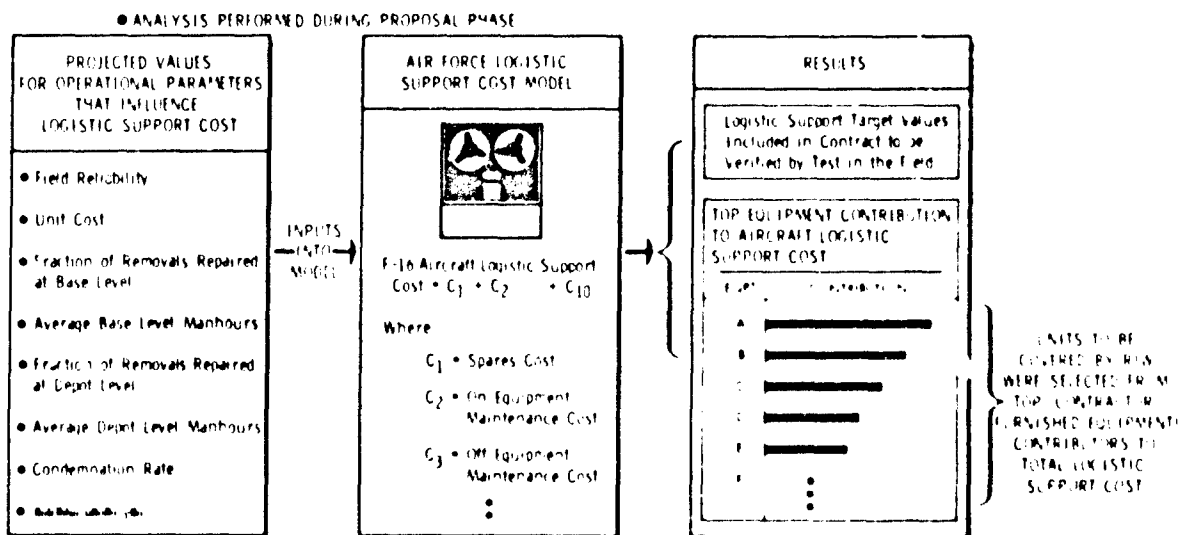 ● ANALYSIS PERFORMED DURING PROPOSAL PHASE
PROJECTED VALUES
FOR OPERATIONAL PARAMETERS
THAT INFLUENCE
LOGISTIC SUPPORT COST
● Field Reliability
● Unit Cost
● Fraction of Removals Repaired
at Base Level
● Average Base Level Manhours
● Fraction of Removals Repaired
at Depot Level
● Average Depot Level Manhours
● Condemnation Rate
INPUTS
INTO
MODEL
AIR FORCE LOGISTIC
SUPPORT COST MODEL
F-16 Aircraft Logistic Support
Cost = C1 + C2 + C10
Where
C1 = Spares Cost
C2 = On Equipment
Maintenance Cost
C3 = Off Equipment
Maintenance Cost
RESULTS
Logistic Support Target Values
Included in Contract to be
Verified by Test in the Field
TOP EQUIPMENT CONTRIBUTION
TO AIRCRAFT LOGISTIC
SUPPORT COST
A
B
C
D
E
F
UNITS TO BE
COVERED BY RIW
WERE SELECTED FROM
TOP CONTRACTOR
FURNISHED EQUIPMENT
CONTRIBUTORS TO
TOTAL LOGISTIC
SUPPORT COST